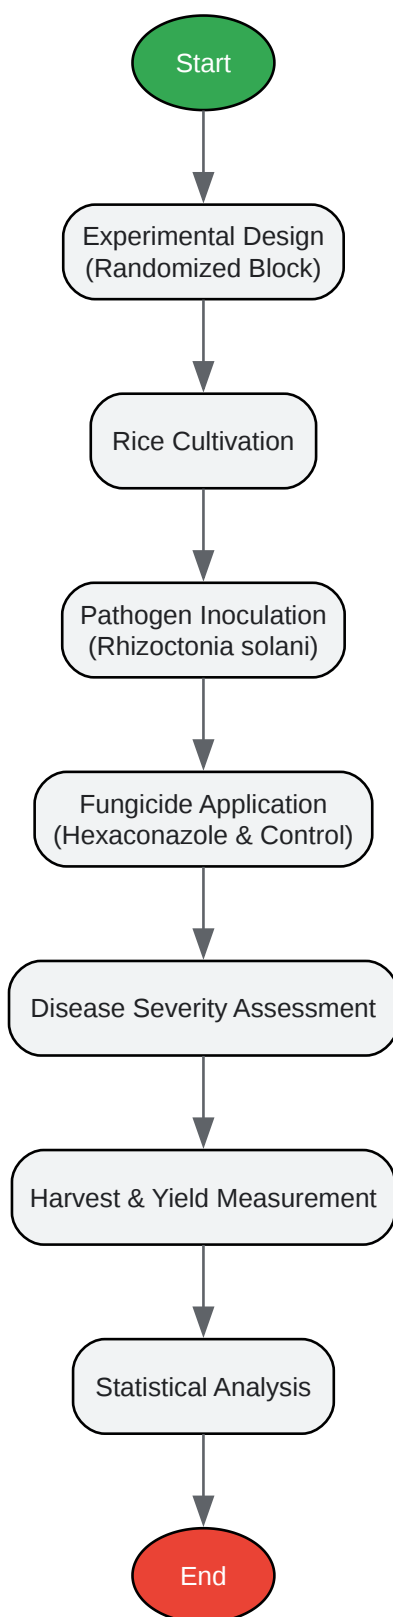 Start
Experimental Design
(Randomized Block)
Rice Cultivation
Pathogen Inoculation
(Rhizoctonia solani)
Fungicide Application
(Hexaconazole & Control)
Disease Severity Assessment
Harvest & Yield Measurement
Statistical Analysis
End